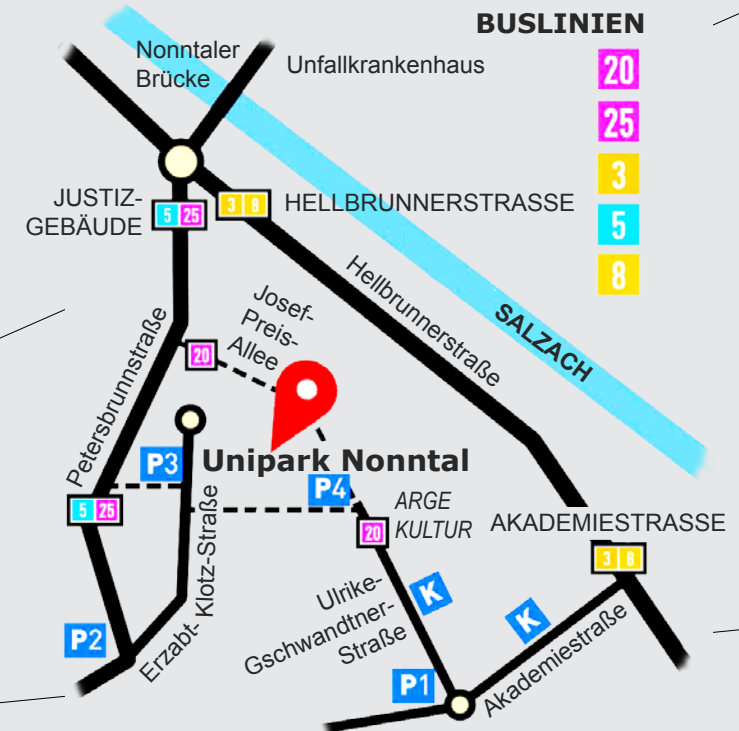 BUSLINIEN
20
25
3
5
8
Nonntaler
Brücke
Unfallkrankenhaus
JUSTIZ-
GEBÄUDE
5 25
3 8
HELLBRUNNERSTRASSE
Hellbrunnerstraße
SALZACH
Josef-
Preis-
Allee
20
Petersbrunnstraße
P3
Unipark Nonntal
P4
5 25
ARGE
KULTUR
20
AKADEMIESTRASSE
3 8
Erzabt- Klotz-Straße
Ulrike-
Gschwandtner-
Straße
K
K
P2
P1
Akademiestraße